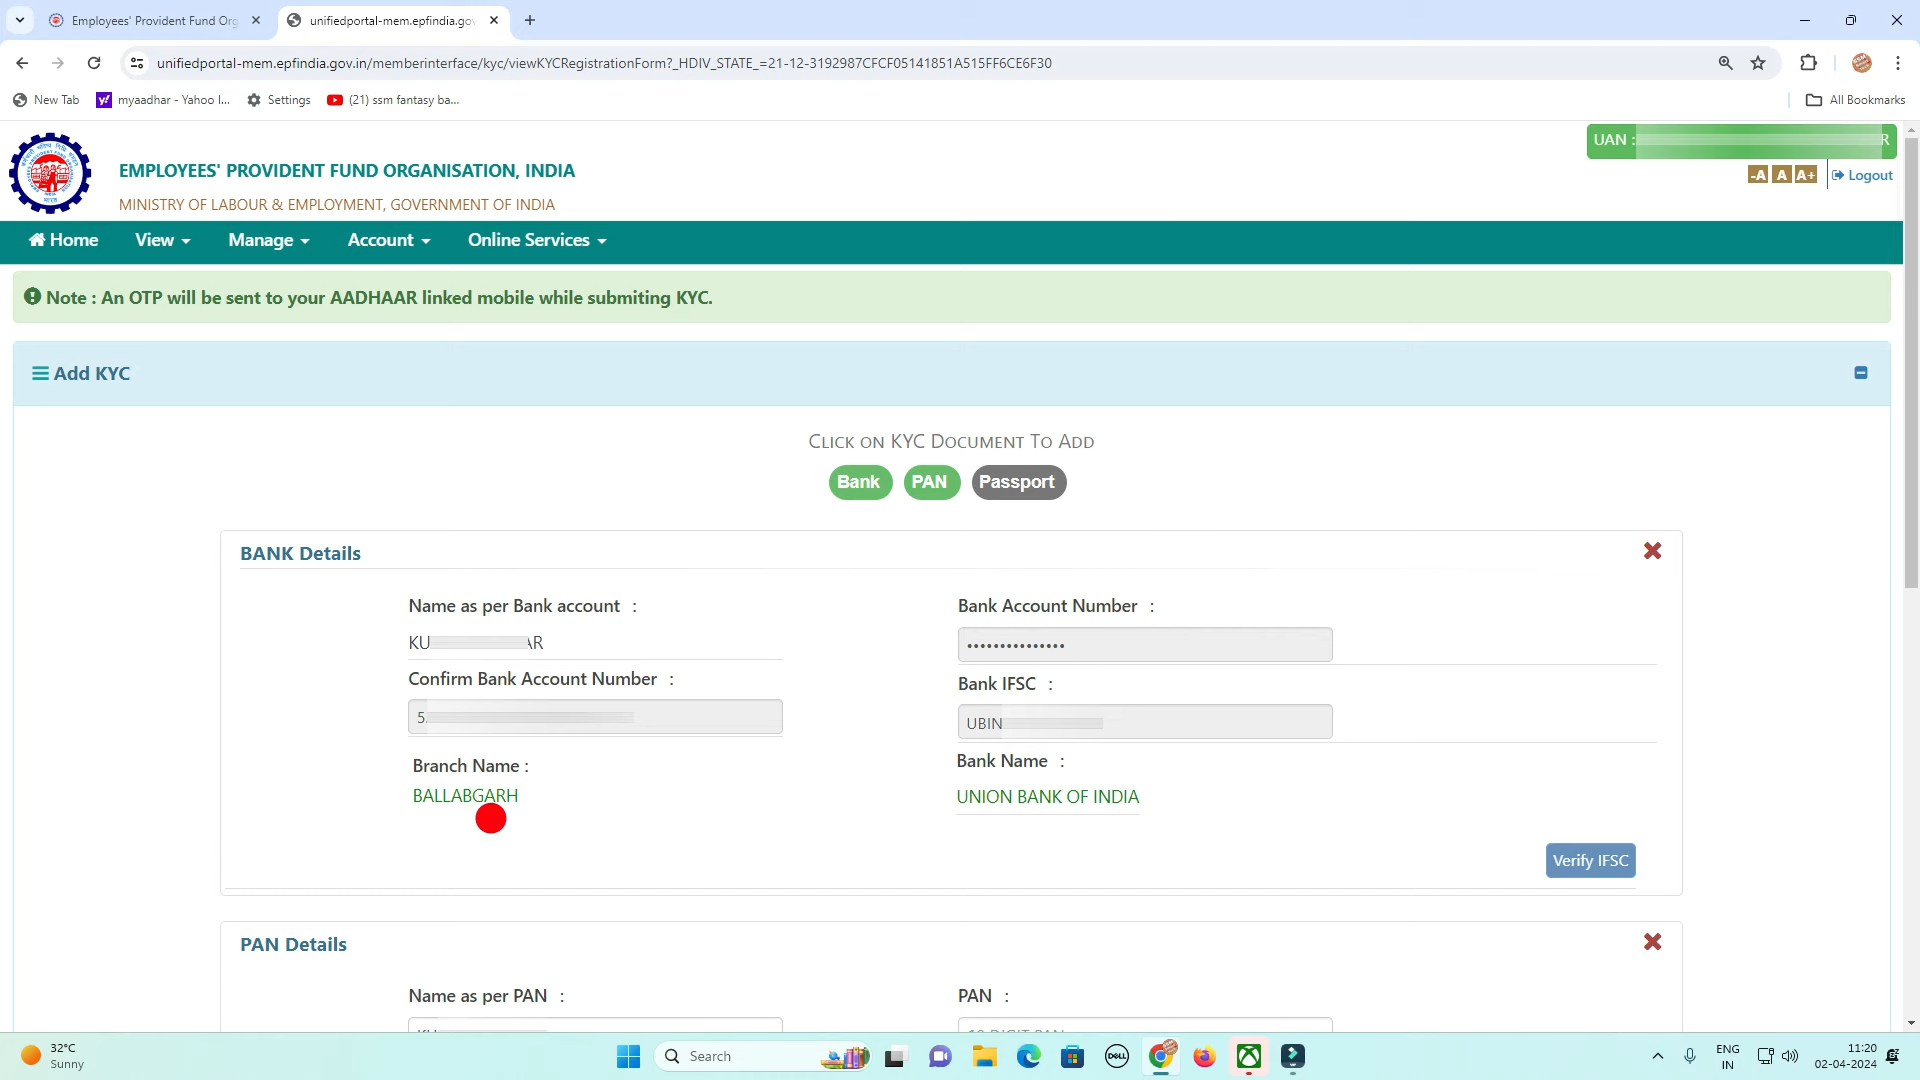 Employees' Provident Fund Org
unifiedportal-mem.epfindia.gov
unifiedportal-mem.epfindia.gov.in/memberinterface/kyc/viewKYCRegistrationForm?_HDIV_STATE_=21-12-3192987CFCF05141851A515FF6CE6F30
New Tab
myaadhar - Yahoo I...
Settings
(21) ssm fantasy ba...
All Bookmarks
UAN :
R
EMPLOYEES' PROVIDENT FUND ORGANISATION, INDIA
MINISTRY OF LABOUR & EMPLOYMENT, GOVERNMENT OF INDIA
-A A A+
Logout
Home View Manage Account Online Services
Note : An OTP will be sent to your AADHAAR linked mobile while submiting KYC.
Add KYC
CLICK ON KYC DOCUMENT TO ADD
Bank PAN Passport
BANK Details
Name as per Bank account :
Bank Account Number :
KU AR
Confirm Bank Account Number :
Bank IFSC :
5
UBIN
Branch Name :
Bank Name :
BALLABGARH
UNION BANK OF INDIA
Verify IFSC
PAN Details
Name as per PAN :
PAN :
32°C
Sunny
Search
DELL
ENG
IN
11:20
02-04-2024